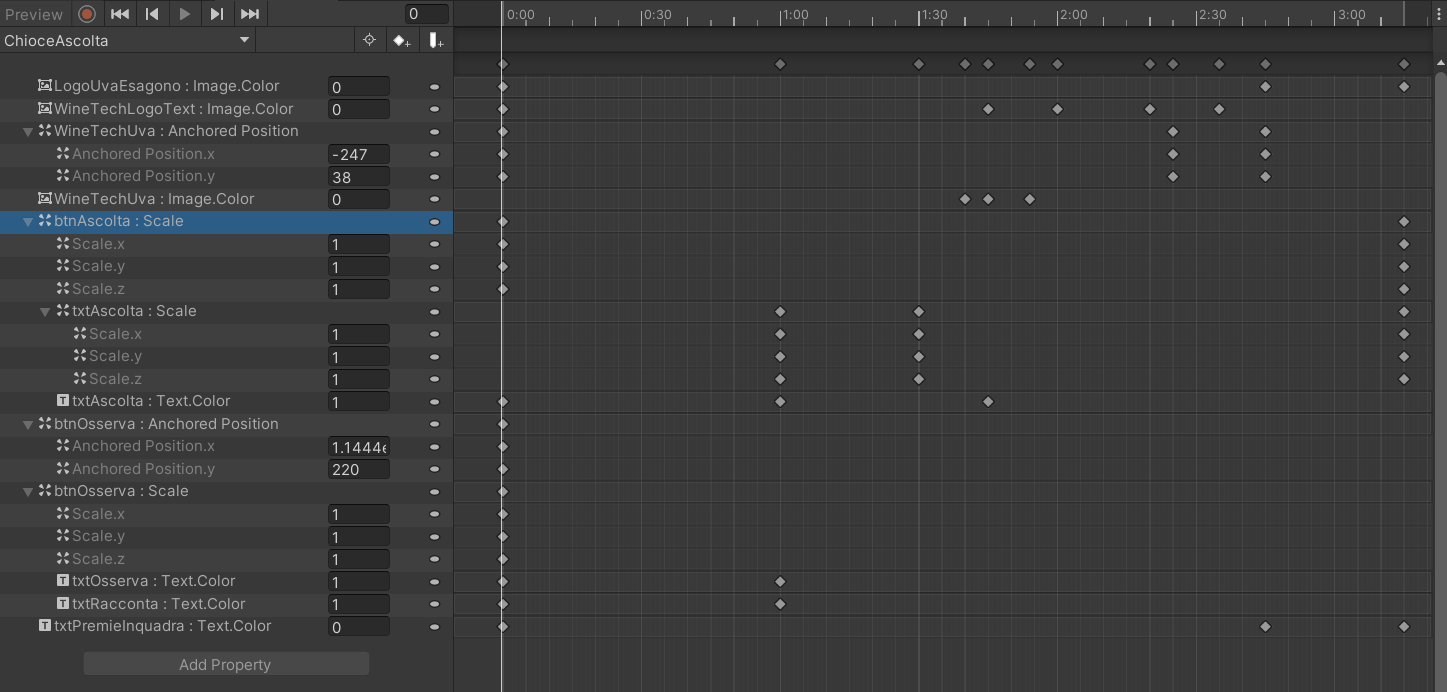 Preview 0 0:00 0:30 1:00 1:30 2:00 2:30 3:00
ChioceAscolta
LogoUvaEsagono : Image.Color 0
WineTechLogoText : Image.Color 0
WineTechUva : Anchored Position
Anchored Position.x -247
Anchored Position.y 38
WineTechUva : Image.Color 0
btnAscolta : Scale
Scale.x 1
Scale.y 1
Scale.z 1
txtAscolta : Scale
Scale.x 1
Scale.y 1
Scale.z 1
txtAscolta : Text.Color 1
btnOsserva : Anchored Position
Anchored Position.x 1.1444e
Anchored Position.y 220
btnOsserva : Scale
Scale.x 1
Scale.y 1
Scale.z 1
txtOsserva : Text.Color 1
txtRacconta : Text.Color 1
txtPremieInquadra : Text.Color 0
Add Property